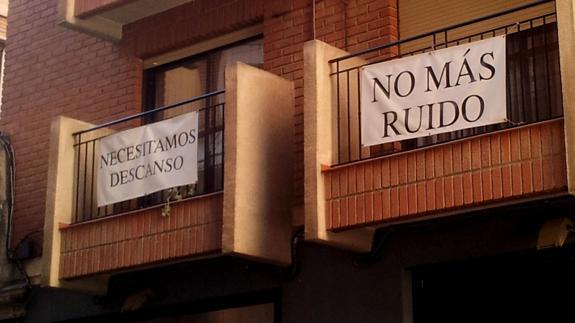 NECESITAMOS
DESCANSO
NO MÁS
RUIDO